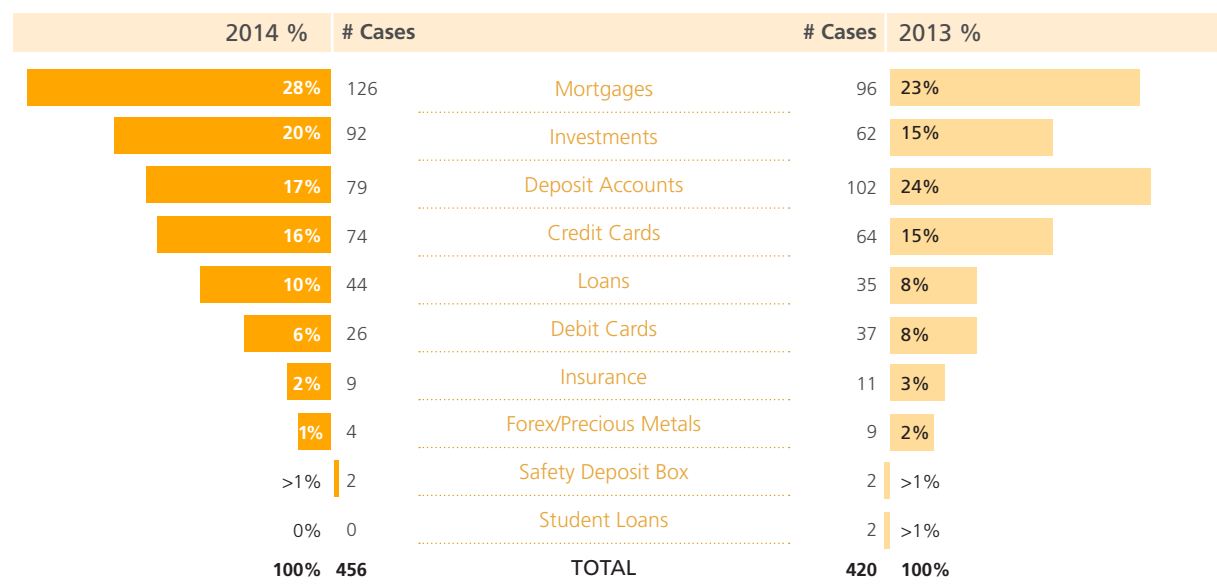 2014 % # Cases # Cases 2013 %
28% 126 Mortgages 96 23%
20% 92 Investments 62 15%
17% 79 Deposit Accounts 102 24%
16% 74 Credit Cards 64 15%
10% 44 Loans 35 8%
6% 26 Debit Cards 37 8%
2% 9 Insurance 11 3%
1% 4 Forex/Precious Metals 9 2%
>1% 2 Safety Deposit Box 2 >1%
0% 0 Student Loans 2 >1%
100% 456 TOTAL 420 100%